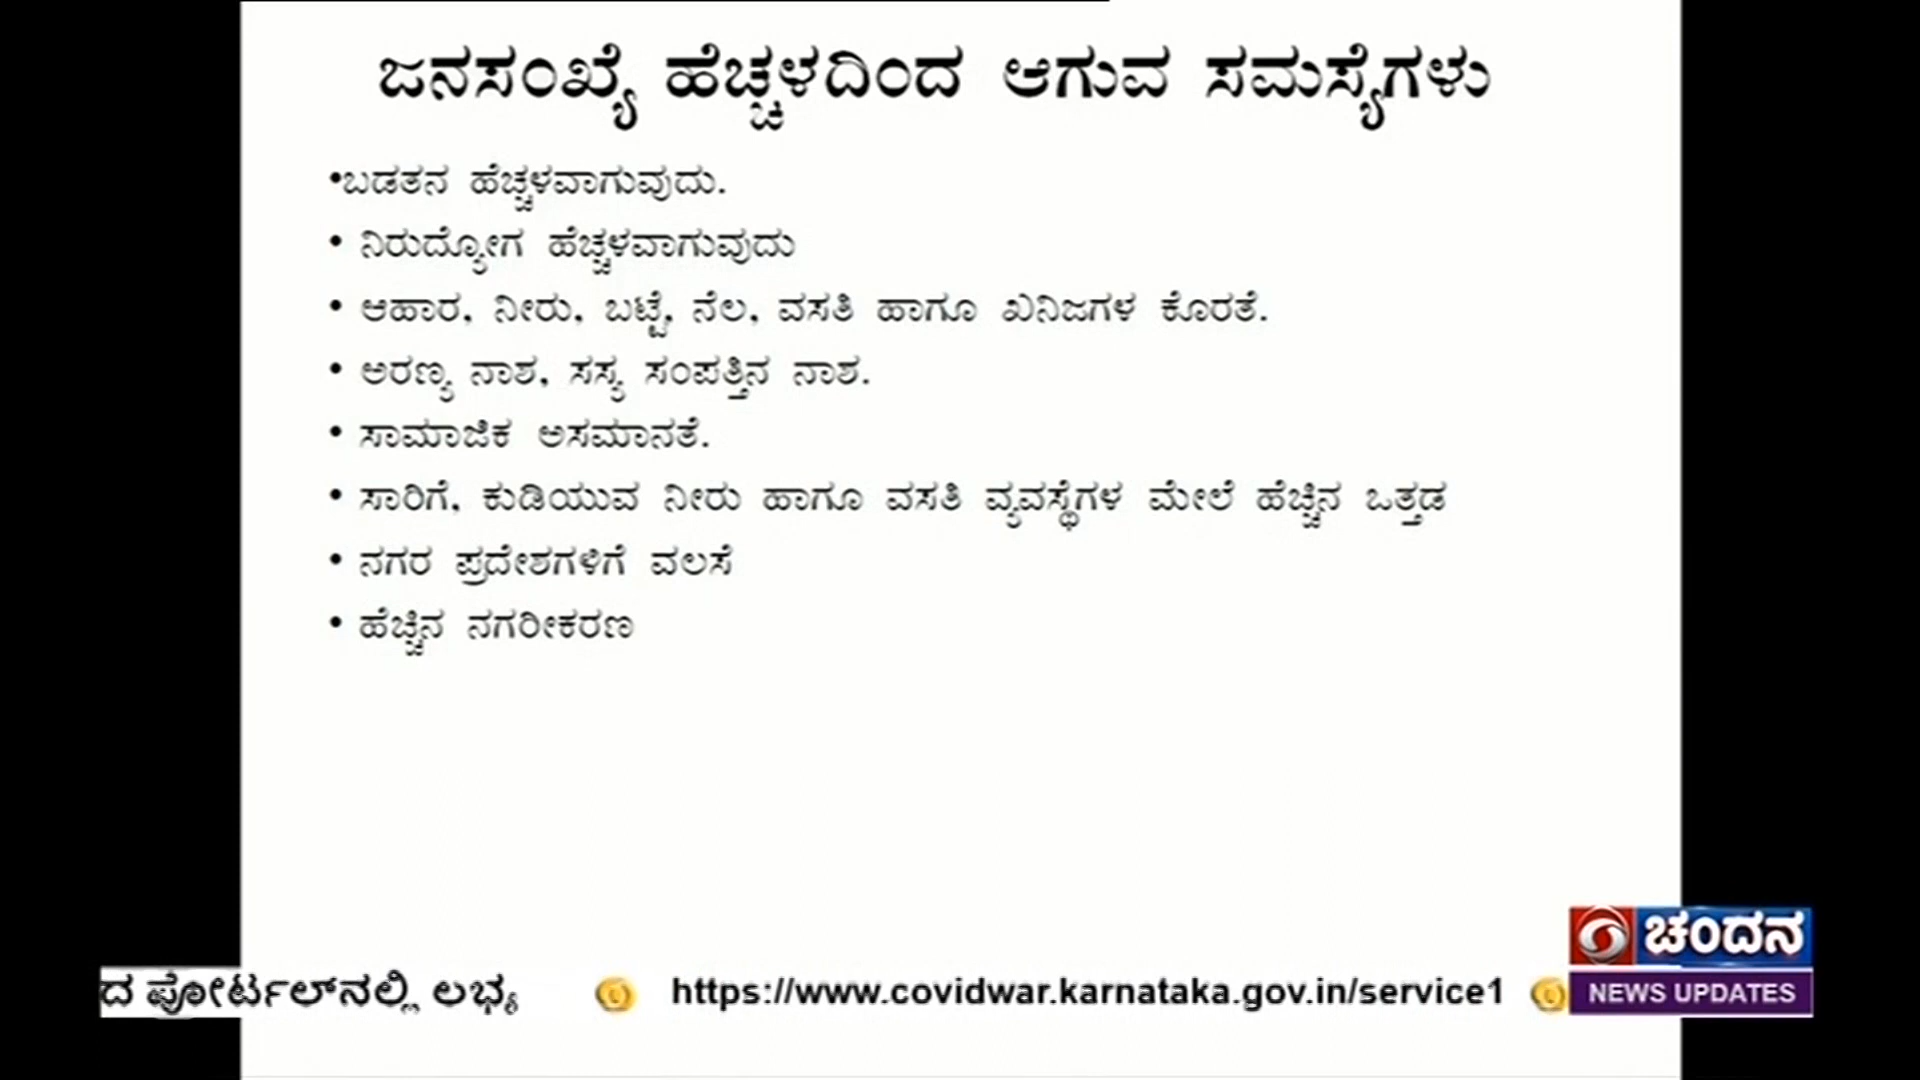 ಜನಸಂಖ್ಯೆ ಹೆಚ್ಚಳದಿಂದ ಆಗುವ ಸಮಸ್ಯೆಗಳು
•ಬಡತನ ಹೆಚ್ಚಳವಾಗುವುದು.
• ನಿರುದ್ಯೋಗ ಹೆಚ್ಚಳವಾಗುವುದು
• ಆಹಾರ, ನೀರು, ಬಟ್ಟೆ, ನೆಲ, ವಸತಿ ಹಾಗೂ ಖನಿಜಗಳ ಕೊರತೆ.
• ಅರಣ್ಯ ನಾಶ, ಸಸ್ಯ ಸಂಪತ್ತಿನ ನಾಶ.
• ಸಾಮಾಜಿಕ ಅಸಮಾನತೆ.
• ಸಾರಿಗೆ, ಕುಡಿಯುವ ನೀರು ಹಾಗೂ ವಸತಿ ವ್ಯವಸ್ಥೆಗಳ ಮೇಲೆ ಹೆಚ್ಚಿನ ಒತ್ತಡ
• ನಗರ ಪ್ರದೇಶಗಳಿಗೆ ವಲಸೆ
• ಹೆಚ್ಚಿನ ನಗರೀಕರಣ
ಚಂದನ
ದ ಪೋರ್ಟಲ್‌ನಲ್ಲಿ ಲಭ್ಯ https://www.covidwar.karnataka.gov.in/service1
NEWS UPDATES